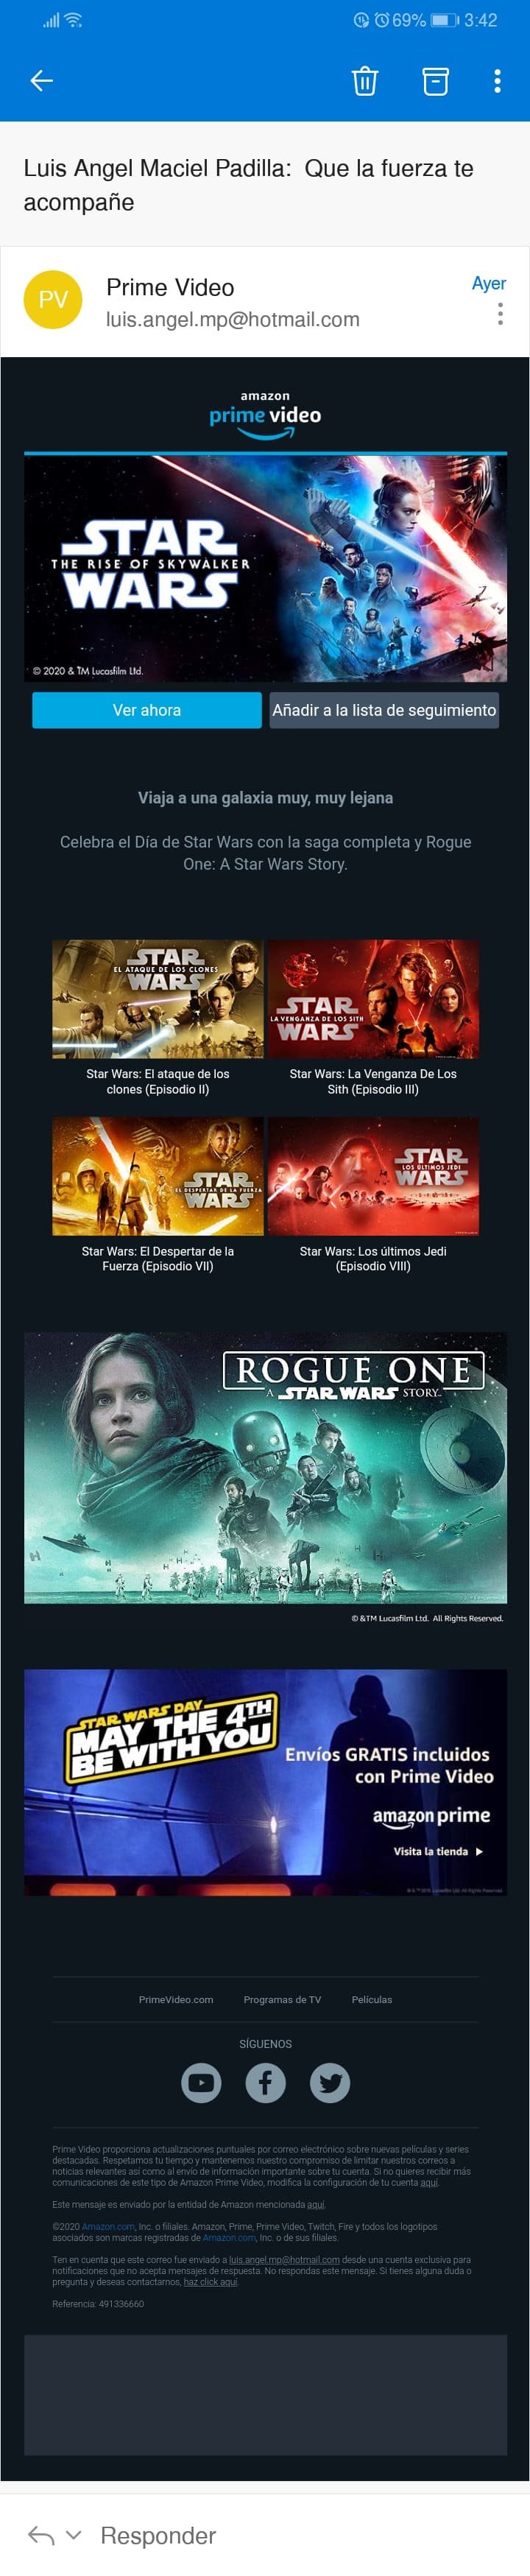 69% 3:42
Luis Angel Maciel Padilla: Que la fuerza te
acompañe
PV
Prime Video
Ayer
luis.angel.mp@hotmail.com
amazon
prime video
STAR
THE RISE OF SKYWALKER
WARS
© 2020 & TM Lucasfilm Ltd.
Ver ahora
Añadir a la lista de seguimiento
Viaja a una galaxia muy, muy lejana
Celebra el Día de Star Wars con la saga completa y Rogue
One: A Star Wars Story.
STAR
EL ATAQUE DE LOS CLONES
WARS
STAR
LA VENGANZA DE LOS SITH
WARS
Star Wars: El ataque de los
clones (Episodio II)
Star Wars: La Venganza De Los
Sith (Episodio III)
STAR
EL DESPERTAR DE LA FUERZA
WARS
STAR
LOS ÚLTIMOS JEDI
WARS
Star Wars: El Despertar de la
Fuerza (Episodio VII)
Star Wars: Los últimos Jedi
(Episodio VIII)
ROGUE ONE
A STAR WARS STORY
© &TM Lucasfilm Ltd. All Rights Reserved.
STAR WARS DAY
MAY THE 4TH
BE WITH YOU
Envíos GRATIS incluidos
con Prime Video
amazon prime
Visita la tienda
PrimeVideo.com Programas de TV Películas
SÍGUENOS
Prime Video proporciona actualizaciones puntuales por correo electrónico sobre nuevas películas y series
destacadas. Respetamos tu tiempo y mantenemos nuestro compromiso de limitar nuestros correos a
noticias relevantes así como al envío de información importante sobre tu cuenta. Si no quieres recibir más
comunicaciones de este tipo de Amazon Prime Video, modifica la configuración de tu cuenta aquí.
Este mensaje es enviado por la entidad de Amazon mencionada aquí.
©2020 Amazon.com, Inc. o filiales. Amazon, Prime, Prime Video, Twitch, Fire y todos los logotipos
asociados son marcas registradas de Amazon.com, Inc. o de sus filiales.
Ten en cuenta que este correo fue enviado a luis.angel.mp@hotmail.com desde una cuenta exclusiva para
notificaciones que no acepta mensajes de respuesta. No respondas este mensaje. Si tienes alguna duda o
pregunta y deseas contactarnos, haz click aquí.
Referencia: 491336660
Responder